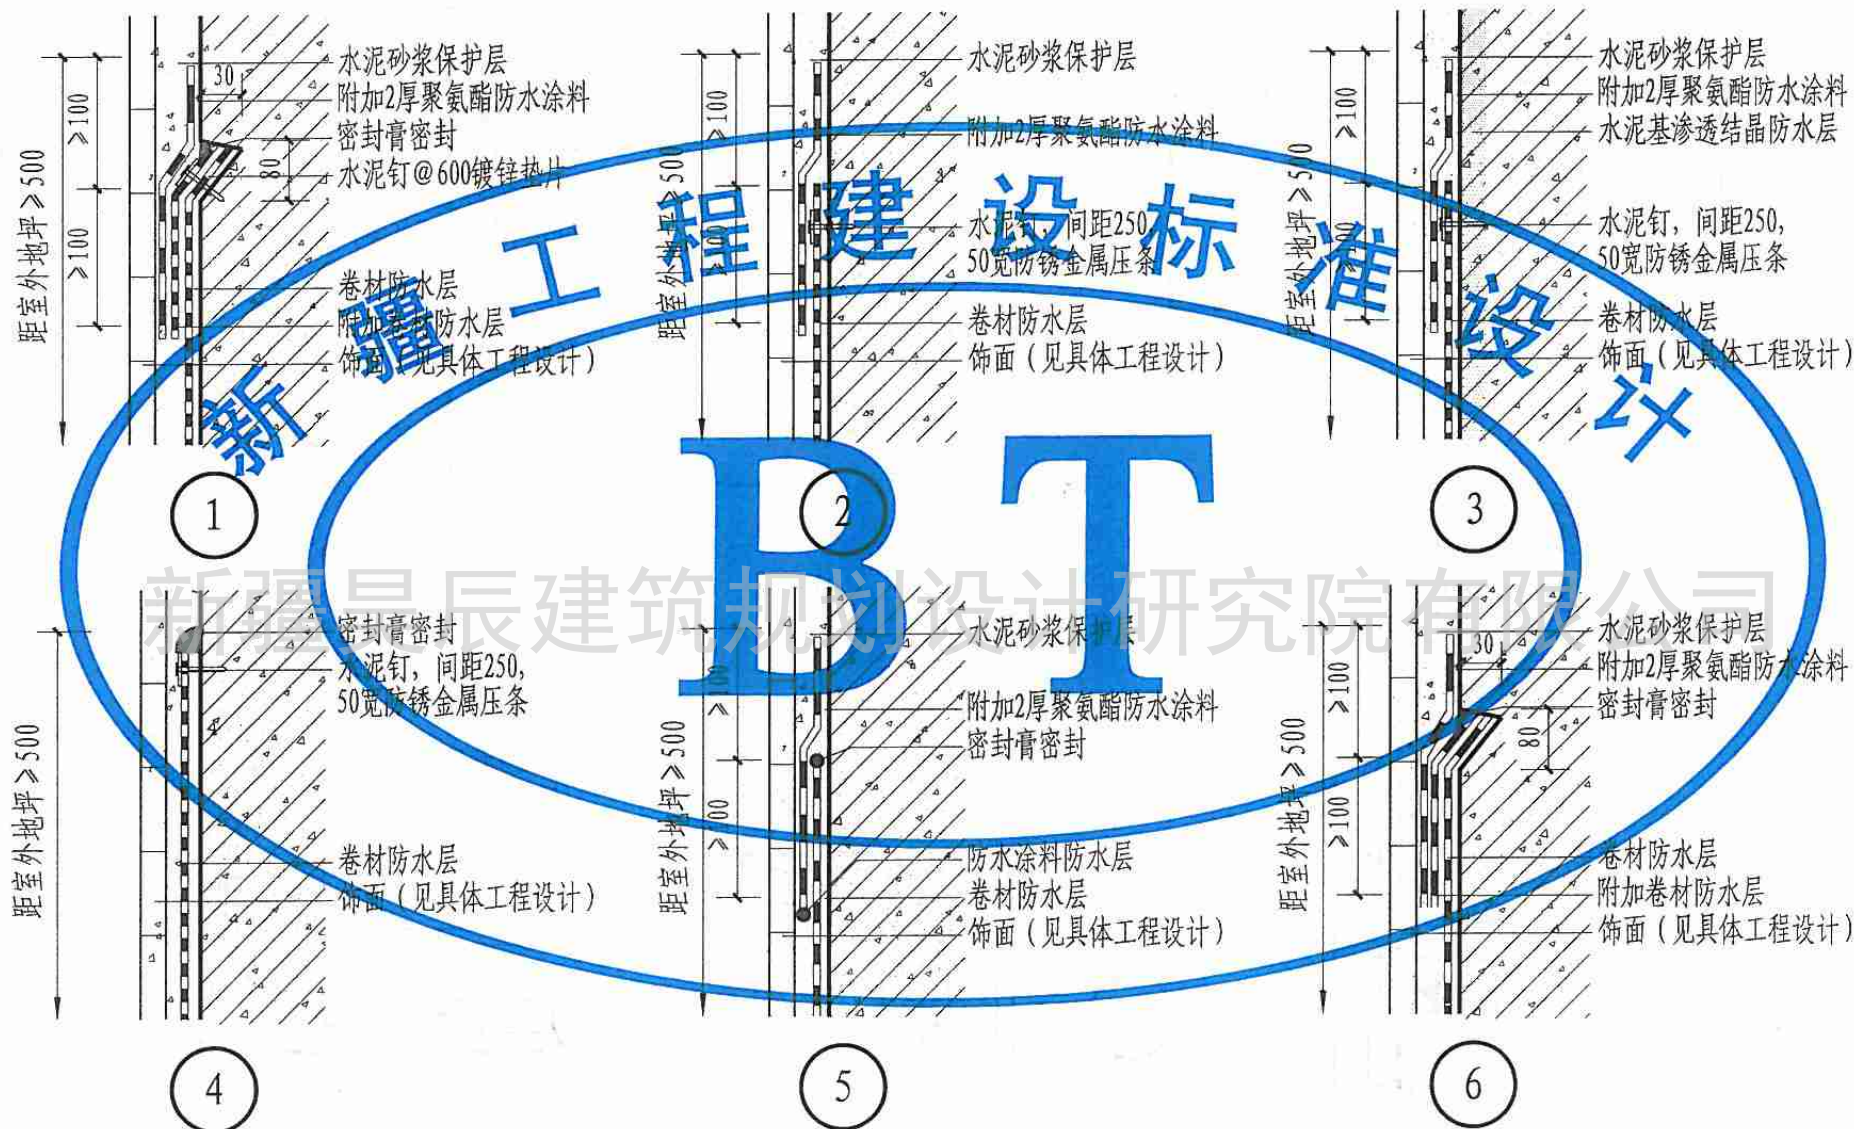 水泥砂浆保护层
30
附加2厚聚氨酯防水涂料
密封膏密封
80
水泥钉@600镀锌垫片
≥100
≥100
距室外地坪≥500
卷材防水层
附加卷材防水层
饰面（见具体工程设计）
1
水泥砂浆保护层
附加2厚聚氨酯防水涂料
≥100
≥100
距室外地坪≥500
水泥钉，间距250,
50宽防锈金属压条
卷材防水层
饰面（见具体工程设计）
2
水泥砂浆保护层
附加2厚聚氨酯防水涂料
水泥基渗透结晶防水层
≥100
≥100
距室外地坪≥500
水泥钉，间距250,
50宽防锈金属压条
卷材防水层
饰面（见具体工程设计）
3
新疆工程建设标准设计
BT
新疆昊辰建筑规划设计研究院有限公司
密封膏密封
水泥钉，间距250,
50宽防锈金属压条
距室外地坪≥500
卷材防水层
饰面（见具体工程设计）
4
水泥砂浆保护层
附加2厚聚氨酯防水涂料
密封膏密封
≥100
≥100
距室外地坪≥500
防水涂料防水层
卷材防水层
饰面（见具体工程设计）
5
水泥砂浆保护层
30
附加2厚聚氨酯防水涂料
密封膏密封
80
≥100
≥100
距室外地坪≥500
卷材防水层
附加卷材防水层
饰面（见具体工程设计）
6